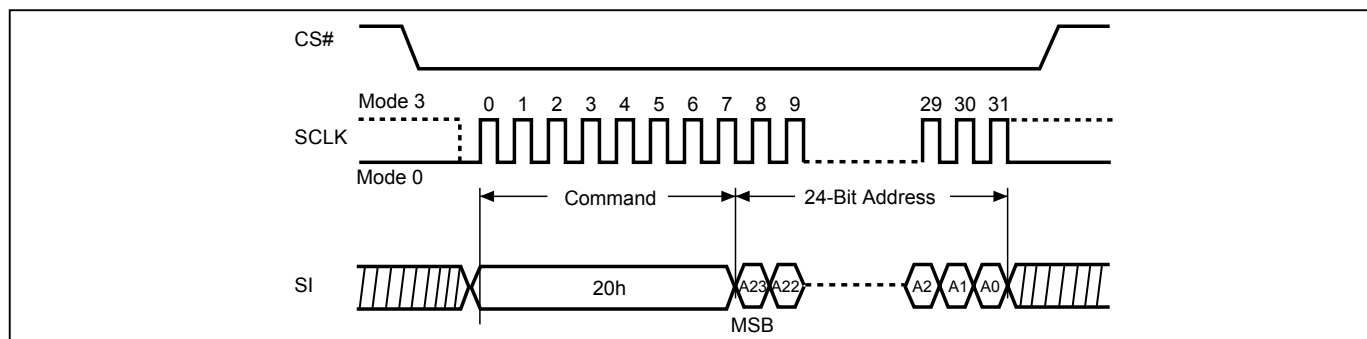 CS#
Mode 3
0 1 2 3 4 5 6 7 8 9 29 30 31
SCLK
Mode 0
Command 24-Bit Address
SI 20h A23 A22 A2 A1 A0
MSB